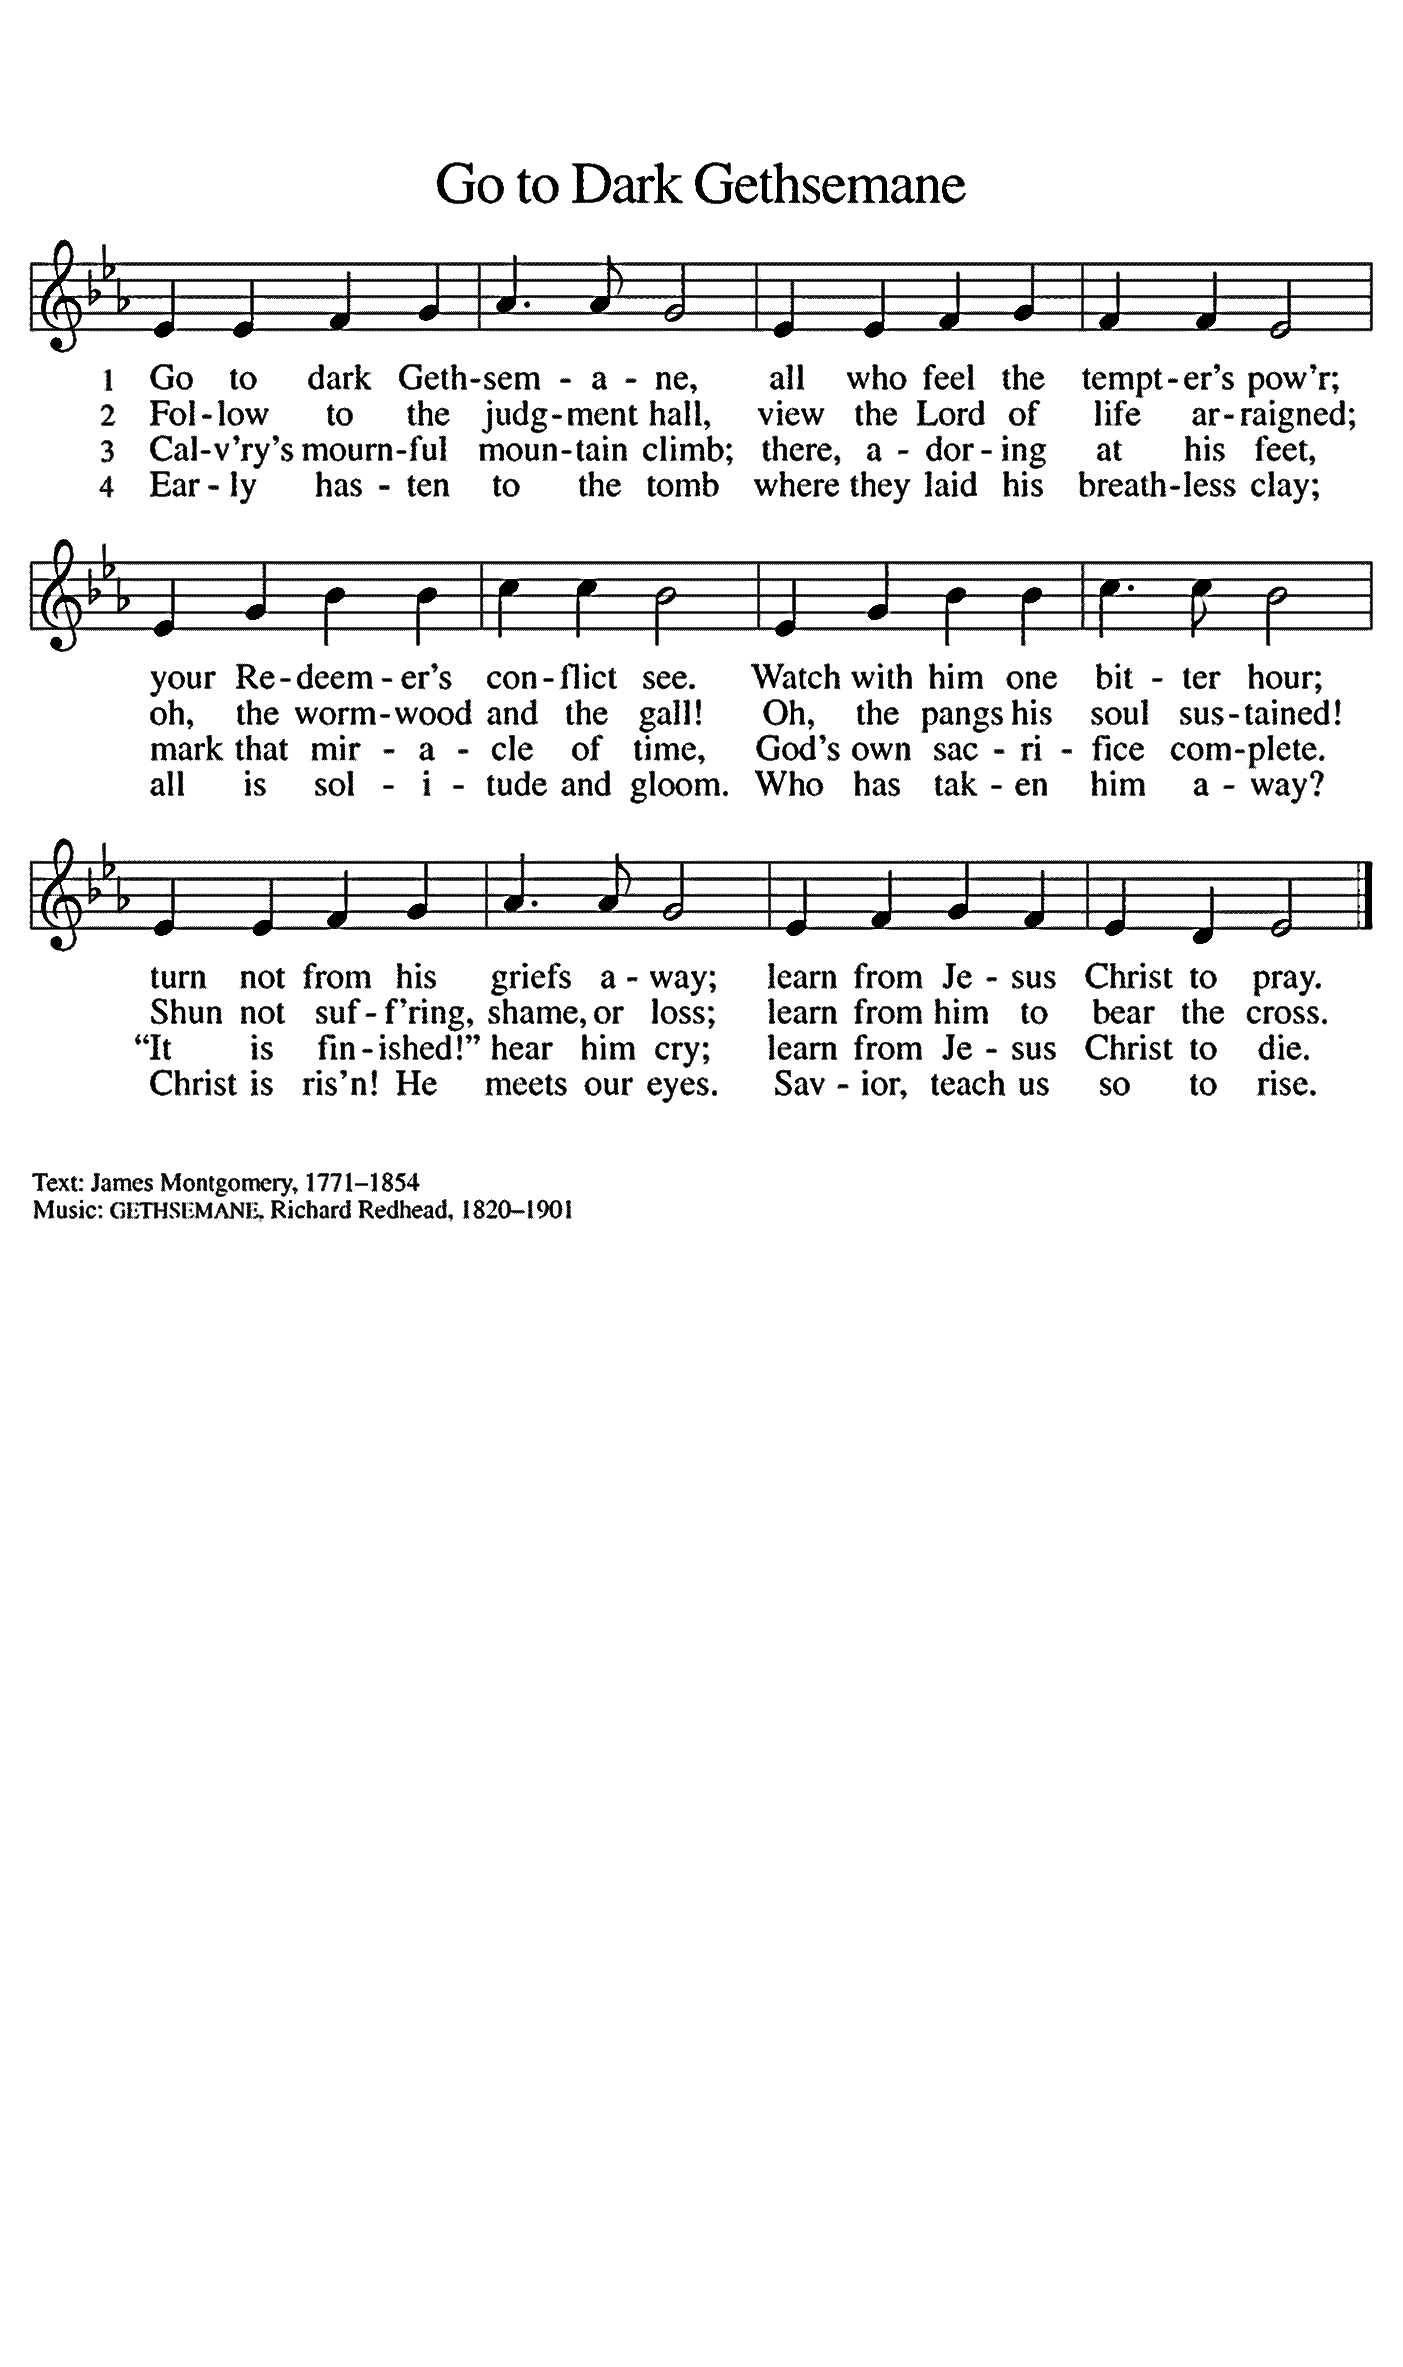 Go to Dark Gethsemane
1 Go to dark Geth-sem - a - ne, all who feel the tempt-er's pow'r;
2 Fol-low to the judg-ment hall, view the Lord of life ar-raigned;
3 Cal-v'ry's mourn-ful moun-tain climb; there, a - dor-ing at his feet,
4 Ear-ly has-ten to the tomb where they laid his breath-less clay;
your Re-deem-er's con-flict see. Watch with him one bit - ter hour;
oh, the worm-wood and the gall! Oh, the pangs his soul sus-tained!
mark that mir - a - cle of time, God's own sac - ri - fice com-plete.
all is sol - i - tude and gloom. Who has tak - en him a - way?
turn not from his griefs a - way; learn from Je - sus Christ to pray.
Shun not suf-f'ring, shame, or loss; learn from him to bear the cross.
"It is fin-ished!" hear him cry; learn from Je - sus Christ to die.
Christ is ris'n! He meets our eyes. Sav - ior, teach us so to rise.
Text: James Montgomery, 1771–1854
Music: GETHSEMANE, Richard Redhead, 1820–1901